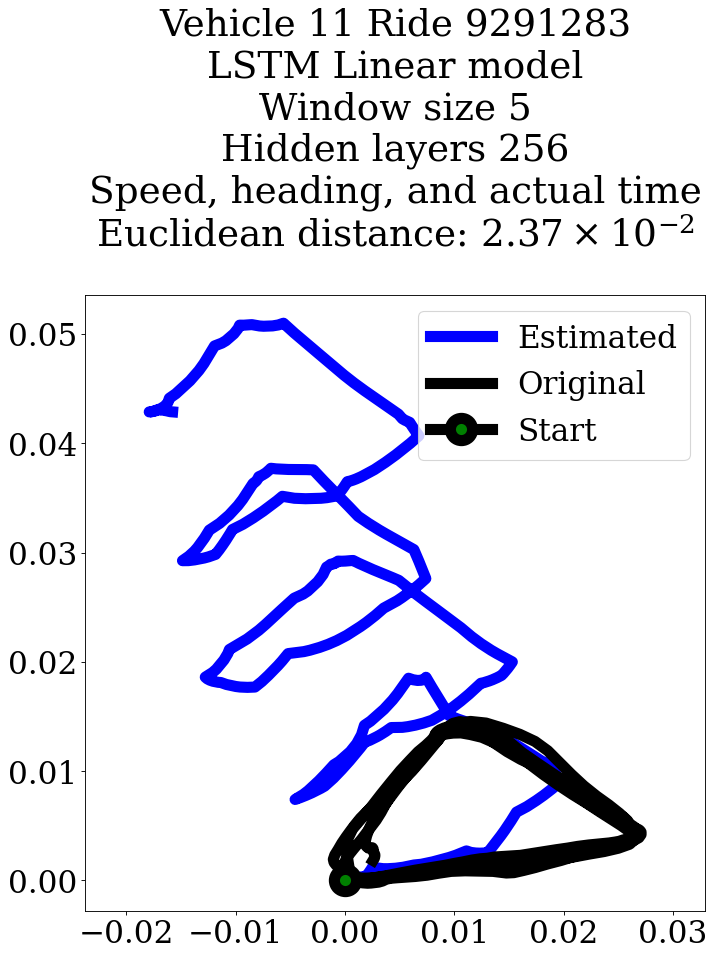 Vehicle 11 Ride 9291283
LSTM Linear model
Window size 5
Hidden layers 256
Speed, heading, and actual time
Euclidean distance: 2.37 × 10⁻²
Estimated
Original
Start
0.05
0.04
0.03
0.02
0.01
0.00
−0.02 −0.01 0.00 0.01 0.02 0.03